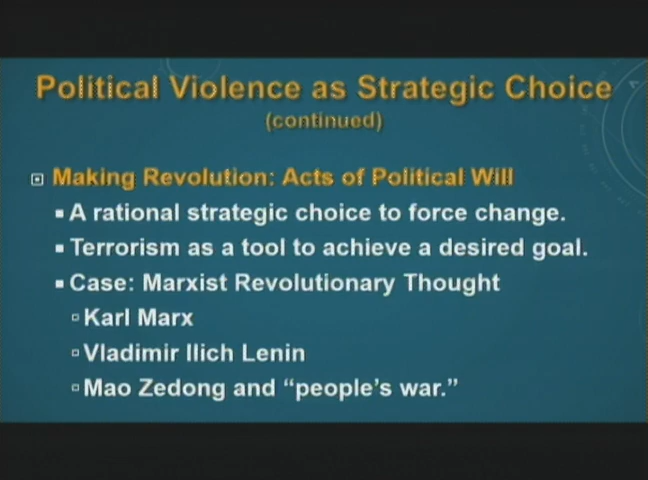 Political Violence as Strategic Choice
(continued)
Making Revolution: Acts of Political Will
A rational strategic choice to force change.
Terrorism as a tool to achieve a desired goal.
Case: Marxist Revolutionary Thought
Karl Marx
Vladimir Ilich Lenin
Mao Zedong and “people’s war.”